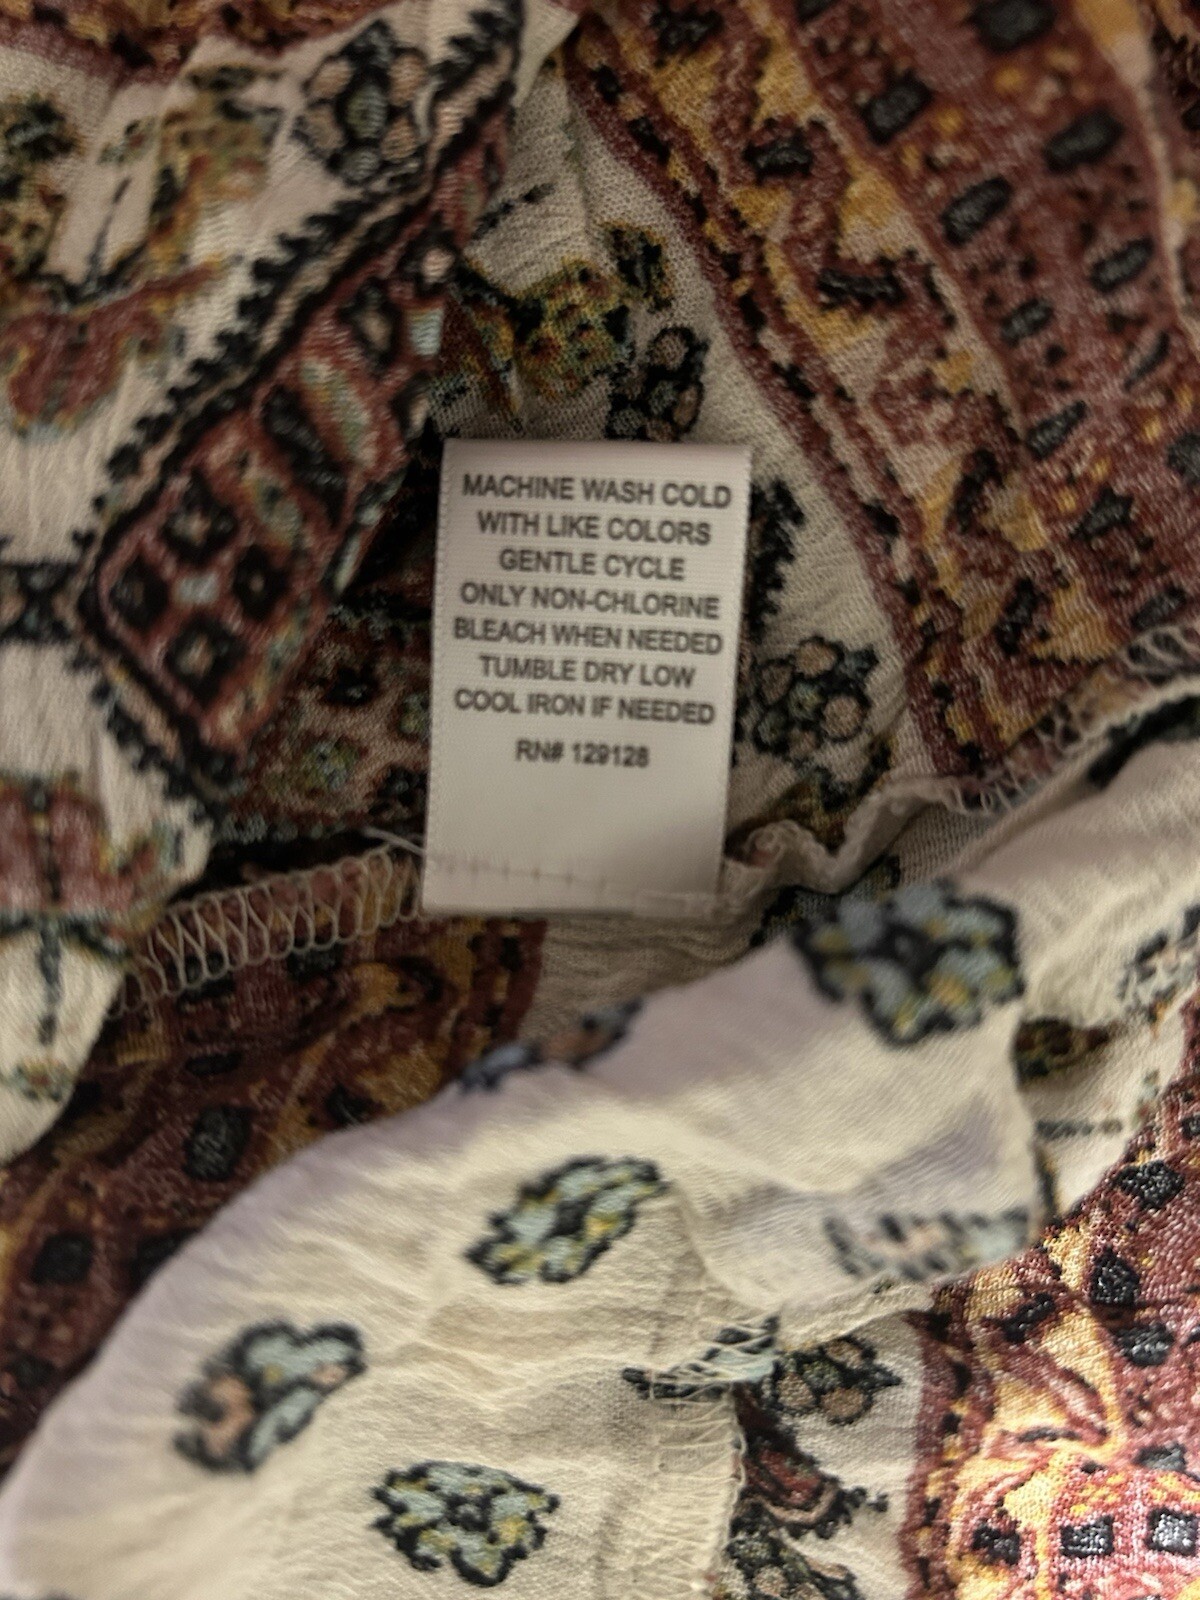 MACHINE WASH COLD
WITH LIKE COLORS
GENTLE CYCLE
ONLY NON-CHLORINE
BLEACH WHEN NEEDED
TUMBLE DRY LOW
COOL IRON IF NEEDED
RN# 129128